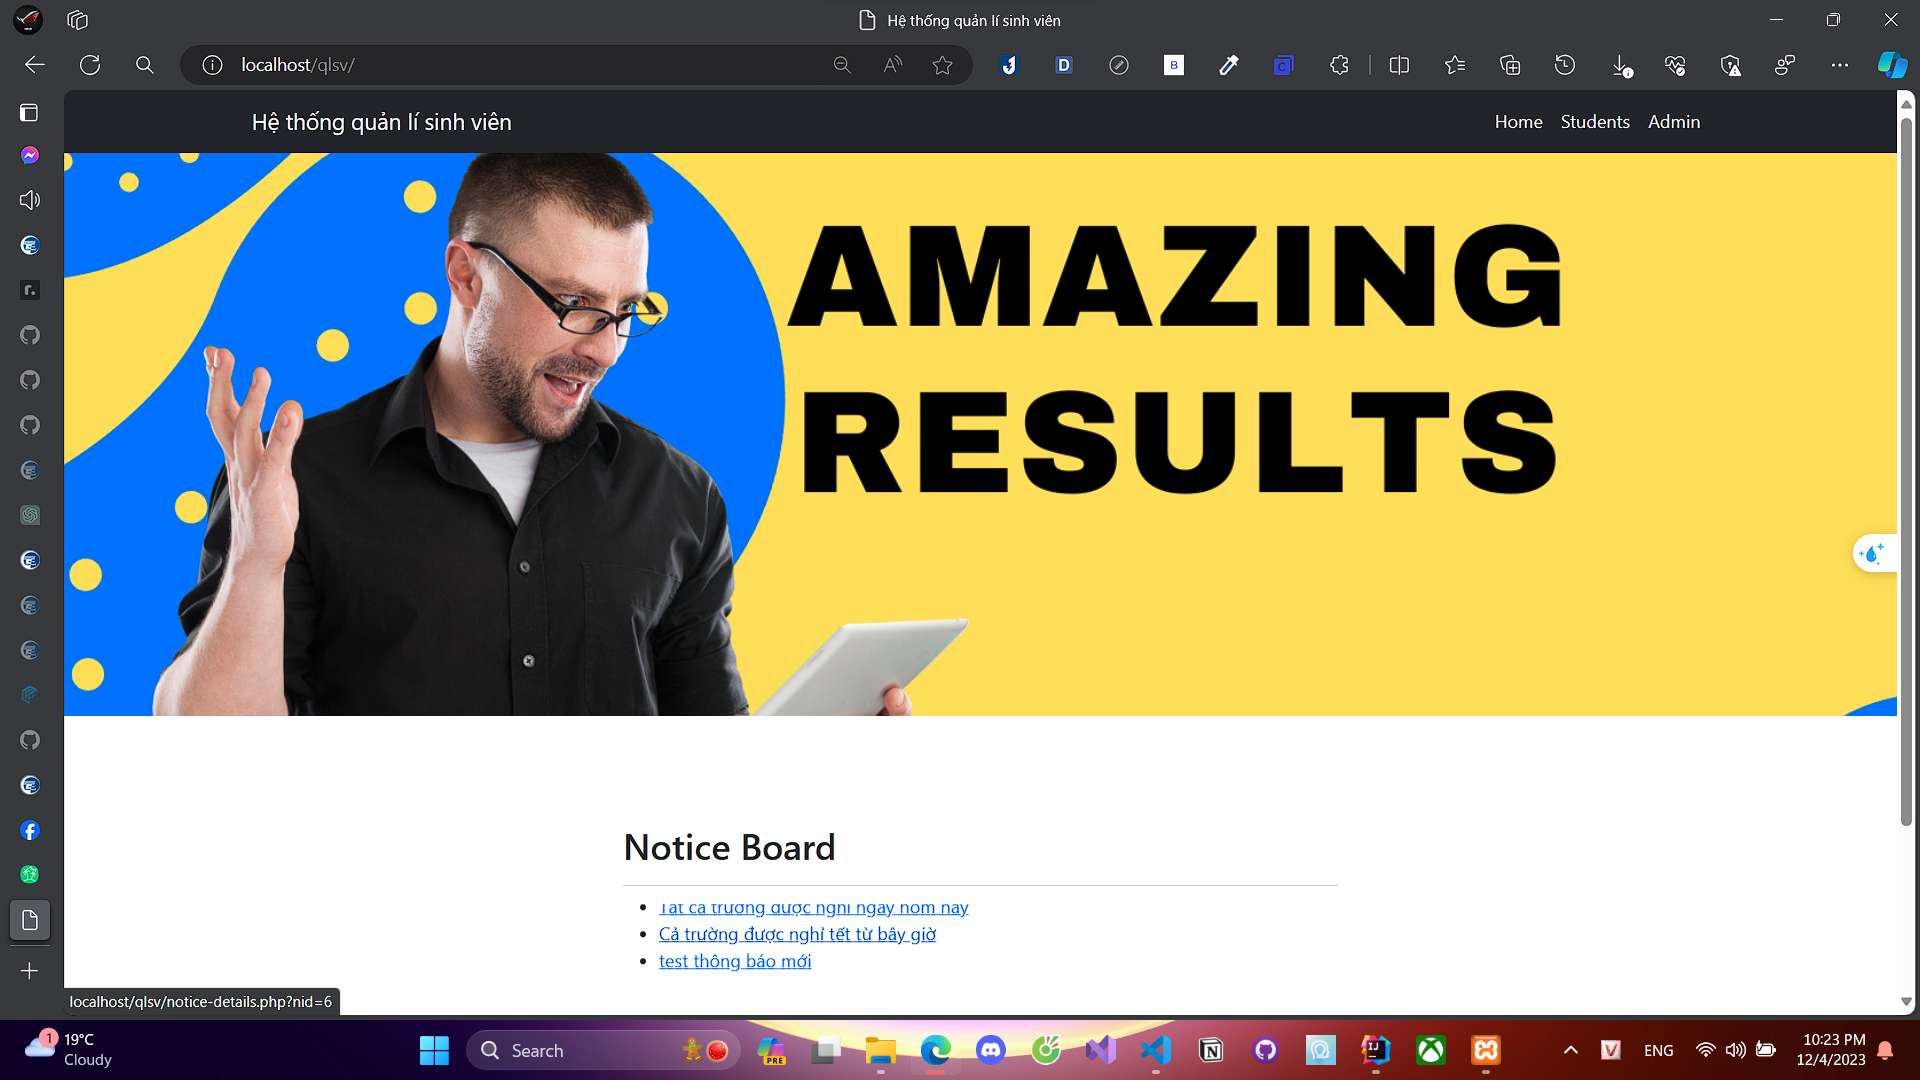 Hệ thống quản lí sinh viên
localhost/qlsv/
Hệ thống quản lí sinh viên
Home Students Admin
AMAZING
RESULTS
Notice Board
Tất cả trường được nghỉ ngày hôm nay
Cả trường được nghỉ tết từ bây giờ
test thông báo mới
localhost/qlsv/notice-details.php?nid=6
1
19°C
Cloudy
Search
PRE
ENG
10:23 PM
12/4/2023